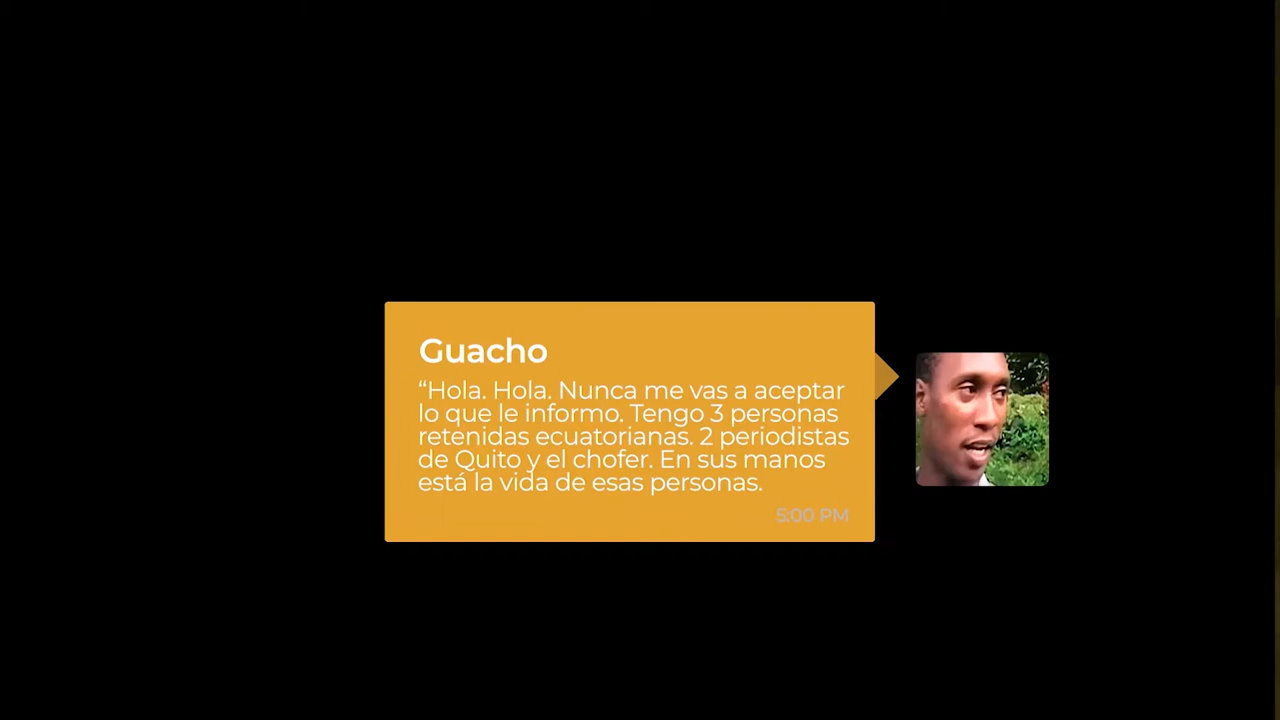 Guacho
“Hola. Hola. Nunca me vas a aceptar
lo que le informo. Tengo 3 personas
retenidas ecuatorianas. 2 periodistas
de Quito y el chofer. En sus manos
está la vida de esas personas.
5:00 PM